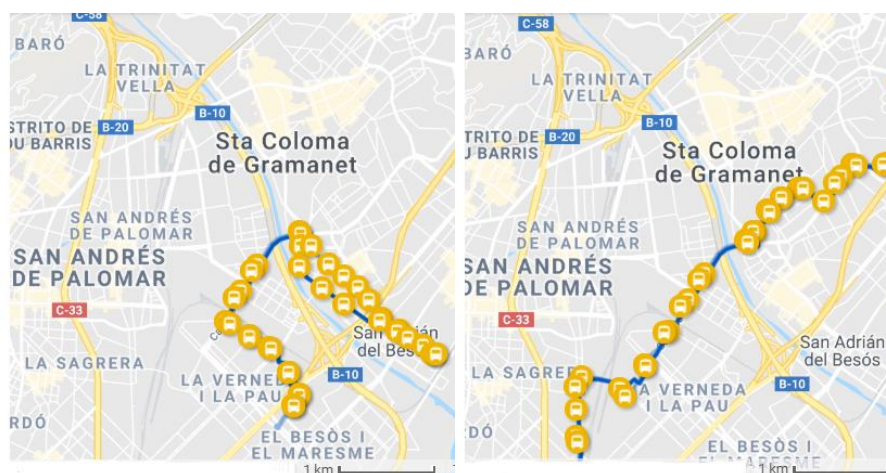 C-58
BARÓ
LA TRINITAT
VELLA
B-10
STRITO DE
B-20
OU BARRIS
Sta Coloma
de Gramanet
SAN ANDRÉS
DE PALOMAR
SAN ANDRÉS
DE PALOMAR
C-33
San Adrián
del Besós
LA SAGRERA
LA VERNEDA
I LA PAU
B-10
RDÓ
EL BESÒS I
EL MARESME
1 km
C-58
BARÓ
LA TRINITAT
VELLA
B-10
TRITO DE
B-20
U BARRIS
Sta Coloma
de Gramanet
SAN ANDRÉS
DE PALOMAR
SAN ANDRÉS
DE PALOMAR
C-33
San Adrián
del Besós
LA SAGRER
A VERNEDA
I LA PAU
B-10
DÓ
EL BESÒS I
EL MARESME
1 km